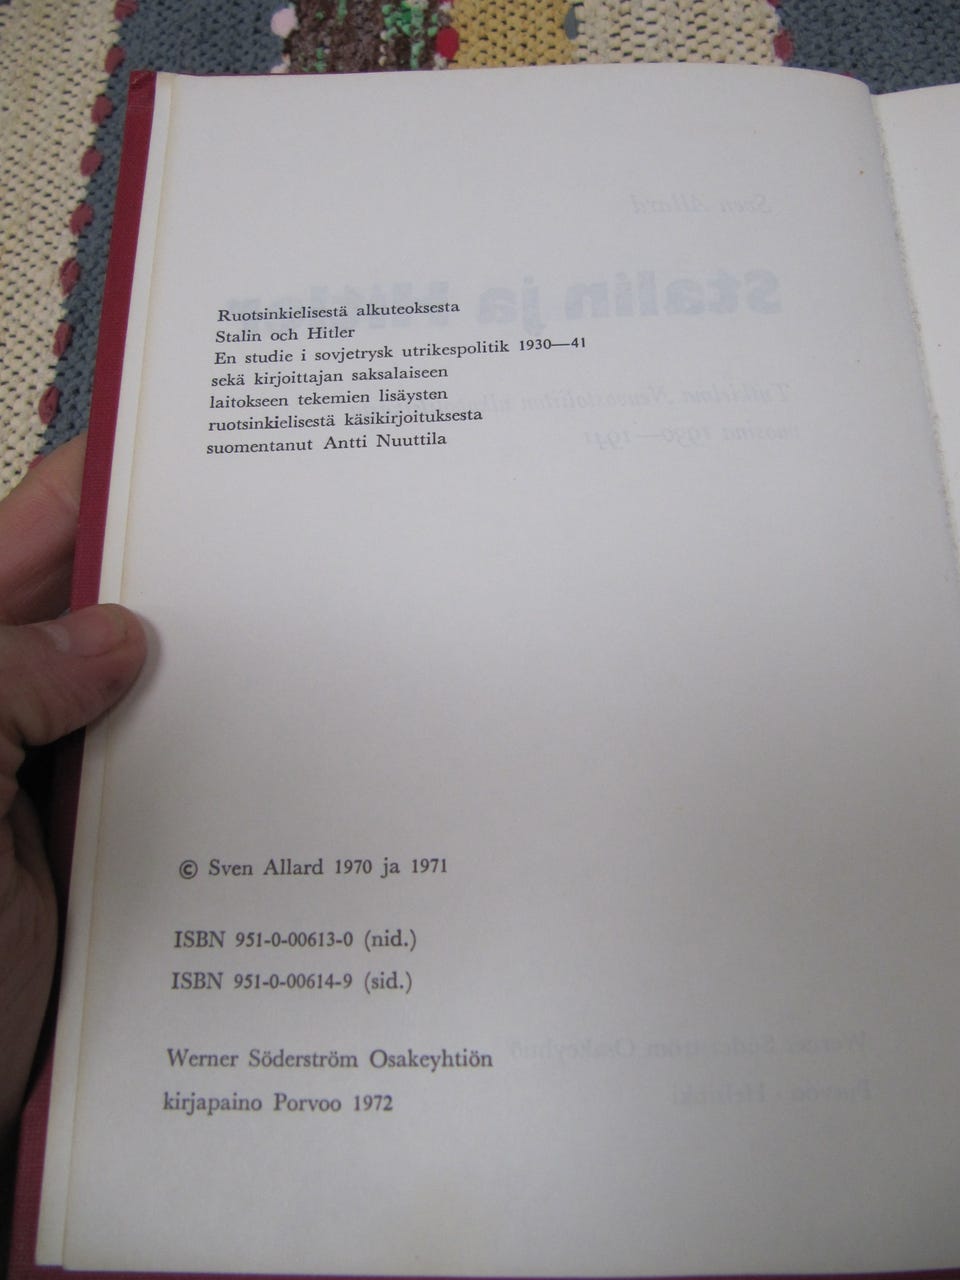 Ruotsinkielisestä alkuteoksesta
Stalin och Hitler
En studie i sovjetrysk utrikespolitik 1930—41
sekä kirjoittajan saksalaiseen
laitokseen tekemien lisäysten
ruotsinkielisestä käsikirjoituksesta
suomentanut Antti Nuuttila
© Sven Allard 1970 ja 1971
ISBN 951-0-00613-0 (nid.)
ISBN 951-0-00614-9 (sid.)
Werner Söderström Osakeyhtiön
kirjapaino Porvoo 1972